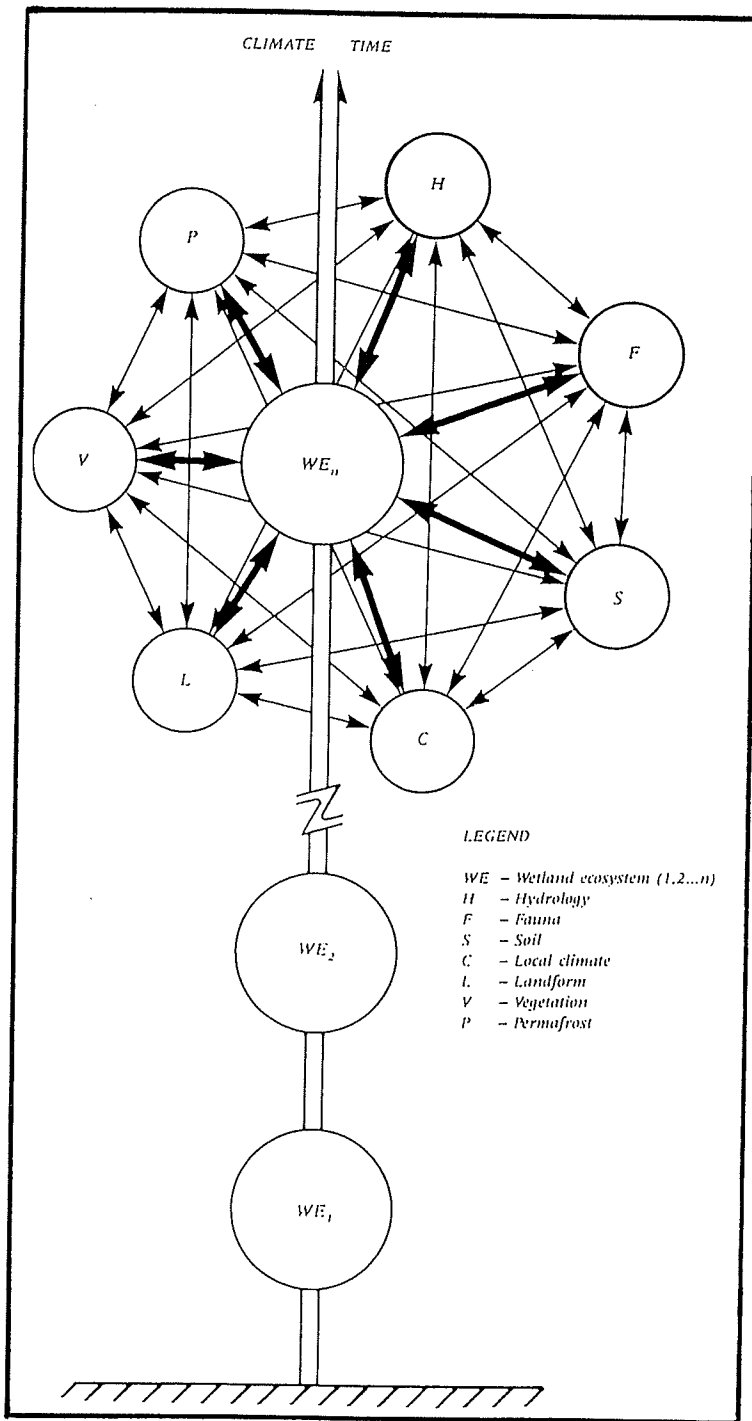 CLIMATE TIME
H
P
F
V
WEn
S
L
C
LEGEND
WE – Wetland ecosystem (1,2...n)
H – Hydrology
F – Fauna
S – Soil
C – Local climate
L – Landform
V – Vegetation
P – Permafrost
WE2
WE1